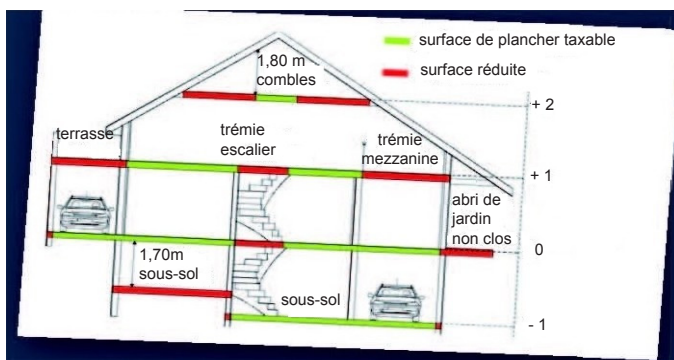 surface de plancher taxable
surface réduite
1,80 m
combles
+ 2
terrasse
trémie
escalier
trémie
mezzanine
+ 1
abri de
jardin
non clos
0
1,70m
sous-sol
sous-sol
- 1